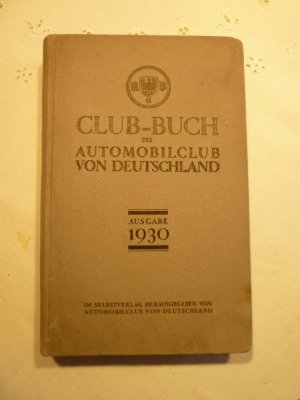 CLUB-BUCH
DES
AUTOMOBILCLUB
VON DEUTSCHLAND
AUSGABE
1930
IM SELBSTVERLAG HERAUSGEGEBEN VOM
AUTOMOBILCLUB VON DEUTSCHLAND